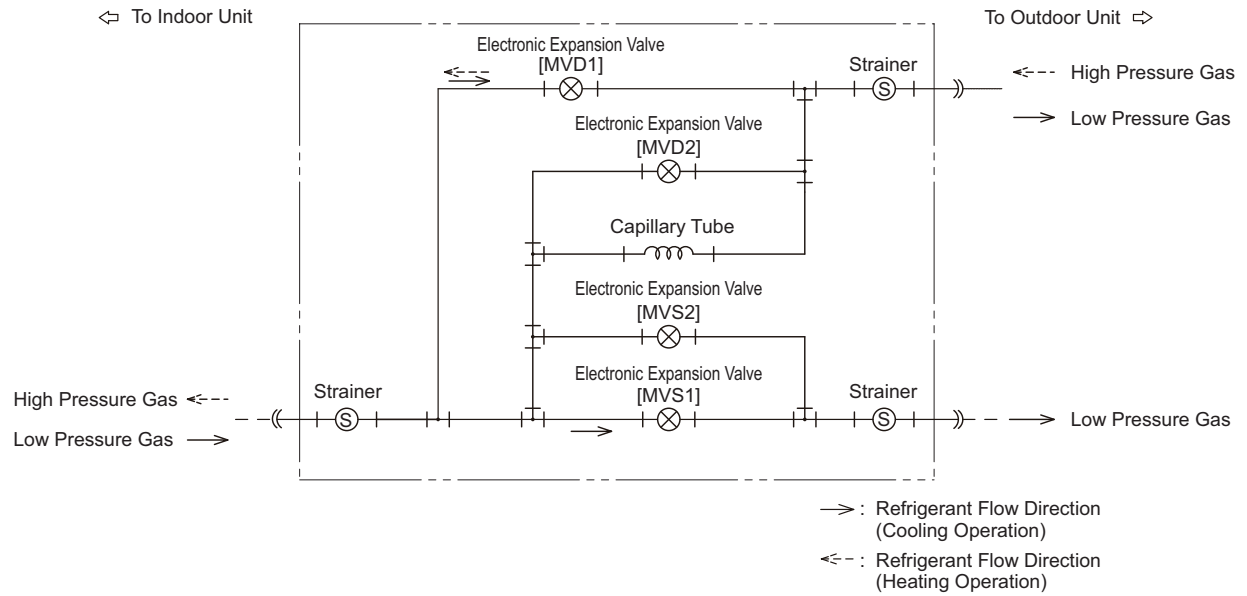 To Indoor Unit
To Outdoor Unit
Electronic Expansion Valve
[MVD1]
Strainer
S
High Pressure Gas
Low Pressure Gas
Electronic Expansion Valve
[MVD2]
Capillary Tube
Electronic Expansion Valve
[MVS2]
Electronic Expansion Valve
[MVS1]
High Pressure Gas
Low Pressure Gas
Strainer
S
Strainer
S
Low Pressure Gas
: Refrigerant Flow Direction
(Cooling Operation)
: Refrigerant Flow Direction
(Heating Operation)